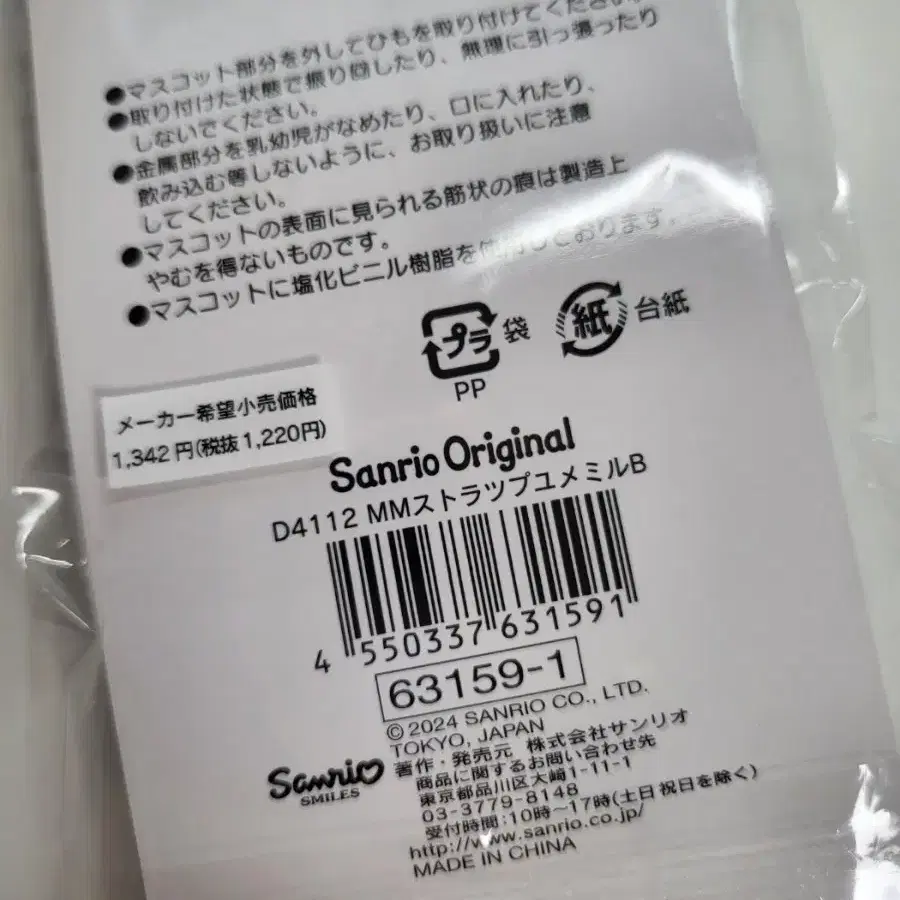 ●マスコット部分を外してひもを取り付けてください。
●取り付けた状態で振り回したり、無理に引っ張ったり
しないでください。
●金属部分を乳幼児がなめたり、口に入れたり、
飲み込む等しないように、お取り扱いに注意
してください。
●マスコットの表面に見られる筋状の痕は製造上
やむを得ないものです。
●マスコットに塩化ビニル樹脂を使用しております。
プラ 袋
PP
紙 台紙
メーカー希望小売価格
1,342円(税抜1,220円)
Sanrio Original
D4112 MMストラツプユメミルB
4 550337 631591
63159-1
© 2024 SANRIO CO., LTD.
TOKYO, JAPAN
著作・発売元 株式会社サンリオ
商品に関するお問い合わせ先
東京都品川区大崎1-11-1
03-3779-8148
受付時間:10時～17時(土日祝日を除く)
http://www.sanrio.co.jp/
MADE IN CHINA
Sanrio
SMILES